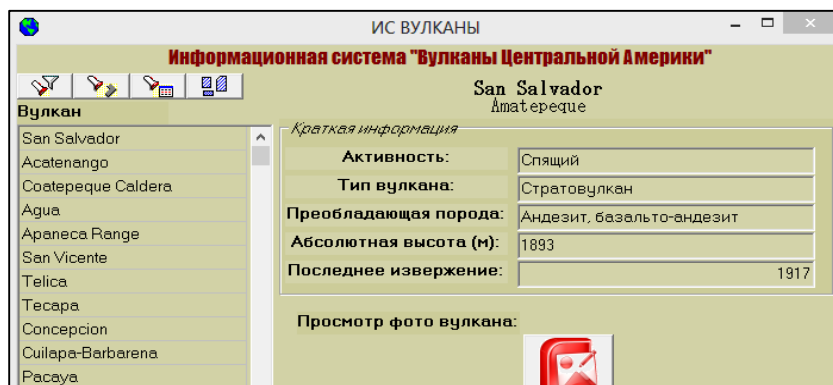 ИС ВУЛКАНЫ
Информационная система "Вулканы Центральной Америки"
San Salvador
Amatepeque
Вулкан
San Salvador
Acatenango
Coatepeque Caldera
Agua
Apaneca Range
San Vicente
Telica
Tecapa
Concepcion
Cuilapa-Barbarena
Pacaya
Краткая информация
Активность: Спящий
Тип вулкана: Стратовулкан
Преобладающая порода: Андезит, базальто-андезит
Абсолютная высота (м): 1893
Последнее извержение: 1917
Просмотр фото вулкана: